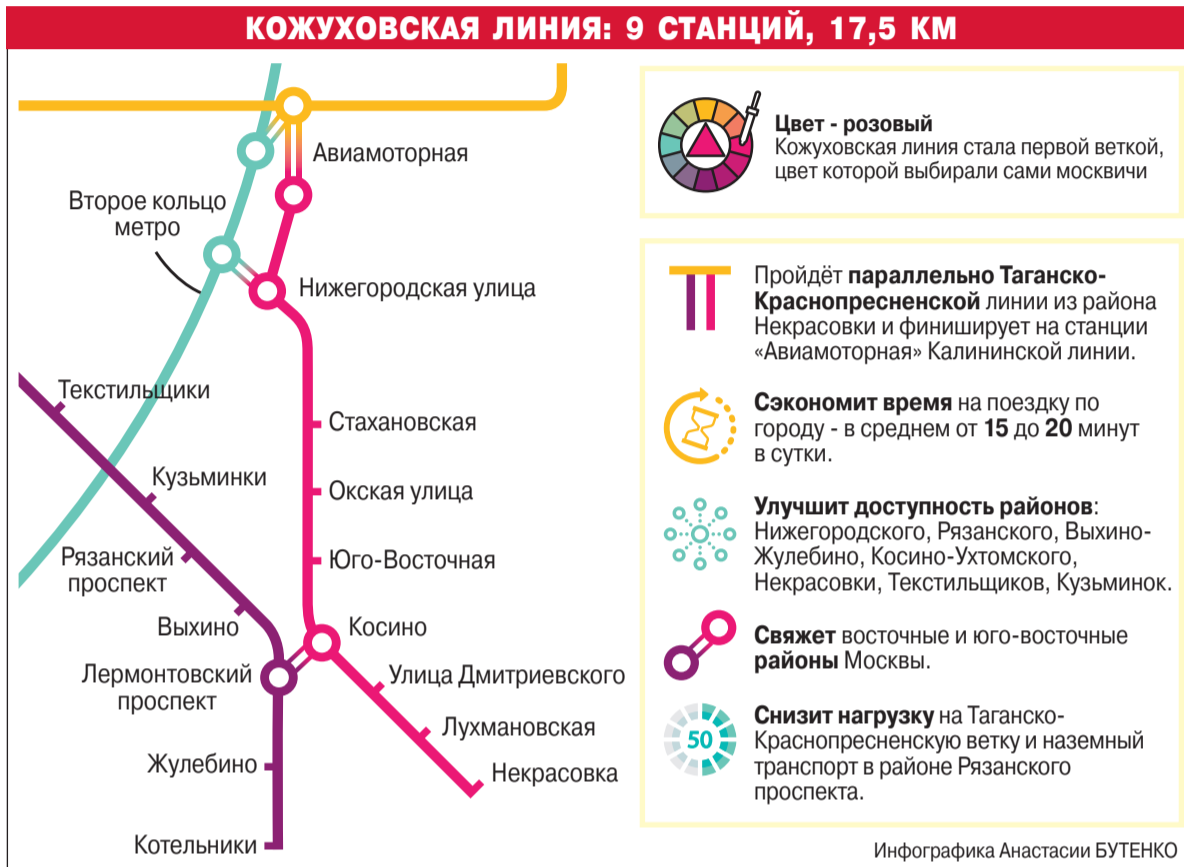 КОЖУХОВСКАЯ ЛИНИЯ: 9 СТАНЦИЙ, 17,5 КМ
Авиамоторная
Второе кольцо
метро
Нижегородская улица
Текстильщики
Стахановская
Кузьминки
Окская улица
Рязанский
проспект
Юго-Восточная
Выхино
Косино
Лермонтовский
проспект
Улица Дмитриевского
Лухмановская
Жулебино
Некрасовка
Котельники
Цвет - розовый
Кожуховская линия стала первой веткой,
цвет которой выбирали сами москвичи
Пройдёт параллельно Таганско-
Краснопресненской линии из района
Некрасовки и финиширует на станции
«Авиамоторная» Калининской линии.
Сэкономит время на поездку по
городу - в среднем от 15 до 20 минут
в сутки.
Улучшит доступность районов:
Нижегородского, Рязанского, Выхино-
Жулебино, Косино-Ухтомского,
Некрасовки, Текстильщиков, Кузьминок.
Свяжет восточные и юго-восточные
районы Москвы.
50
Снизит нагрузку на Таганско-
Краснопресненскую ветку и наземный
транспорт в районе Рязанского
проспекта.
Инфографика Анастасии БУТЕНКО